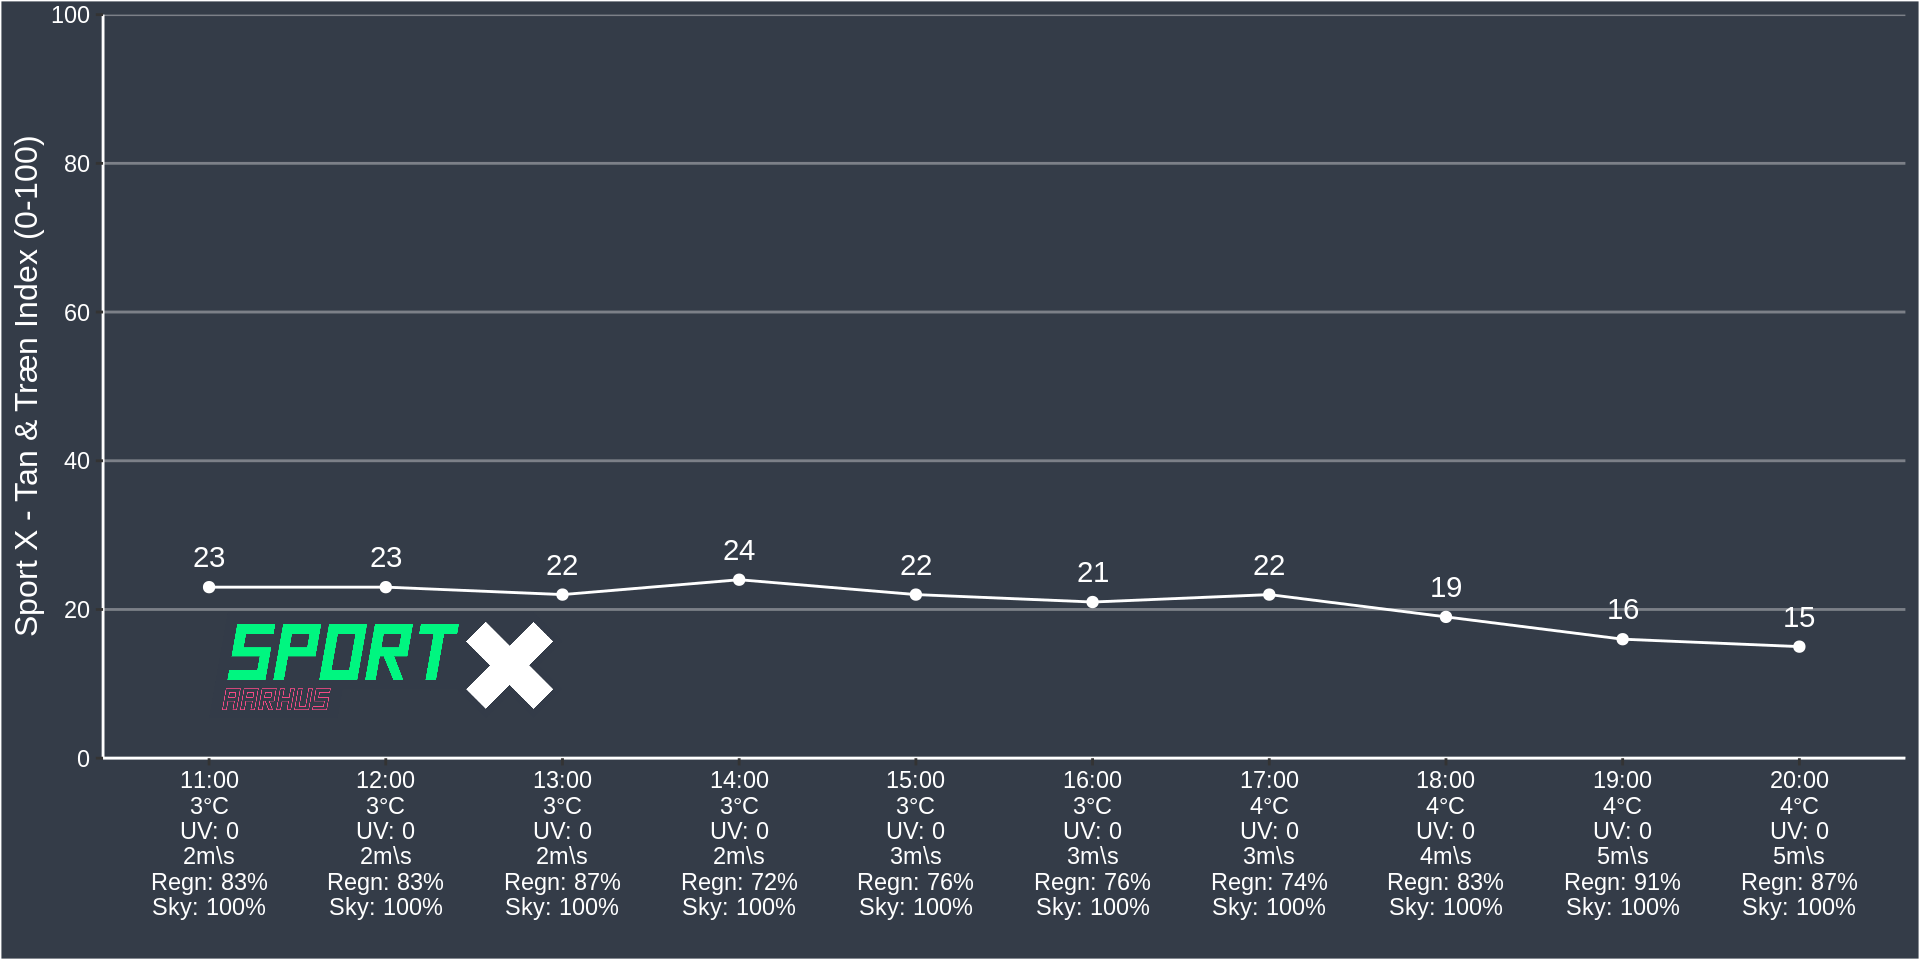 Sport X - Tan & Træn Index (0-100)
100
80
60
40
20
0
23
23
22
24
22
21
22
19
16
15
SPORT X
AARHUS
11:00 12:00 13:00 14:00 15:00 16:00 17:00 18:00 19:00 20:00
3°C 3°C 3°C 3°C 3°C 3°C 4°C 4°C 4°C 4°C
UV: 0 UV: 0 UV: 0 UV: 0 UV: 0 UV: 0 UV: 0 UV: 0 UV: 0 UV: 0
2m\s 2m\s 2m\s 2m\s 3m\s 3m\s 3m\s 4m\s 5m\s 5m\s
Regn: 83% Regn: 83% Regn: 87% Regn: 72% Regn: 76% Regn: 76% Regn: 74% Regn: 83% Regn: 91% Regn: 87%
Sky: 100% Sky: 100% Sky: 100% Sky: 100% Sky: 100% Sky: 100% Sky: 100% Sky: 100% Sky: 100% Sky: 100%